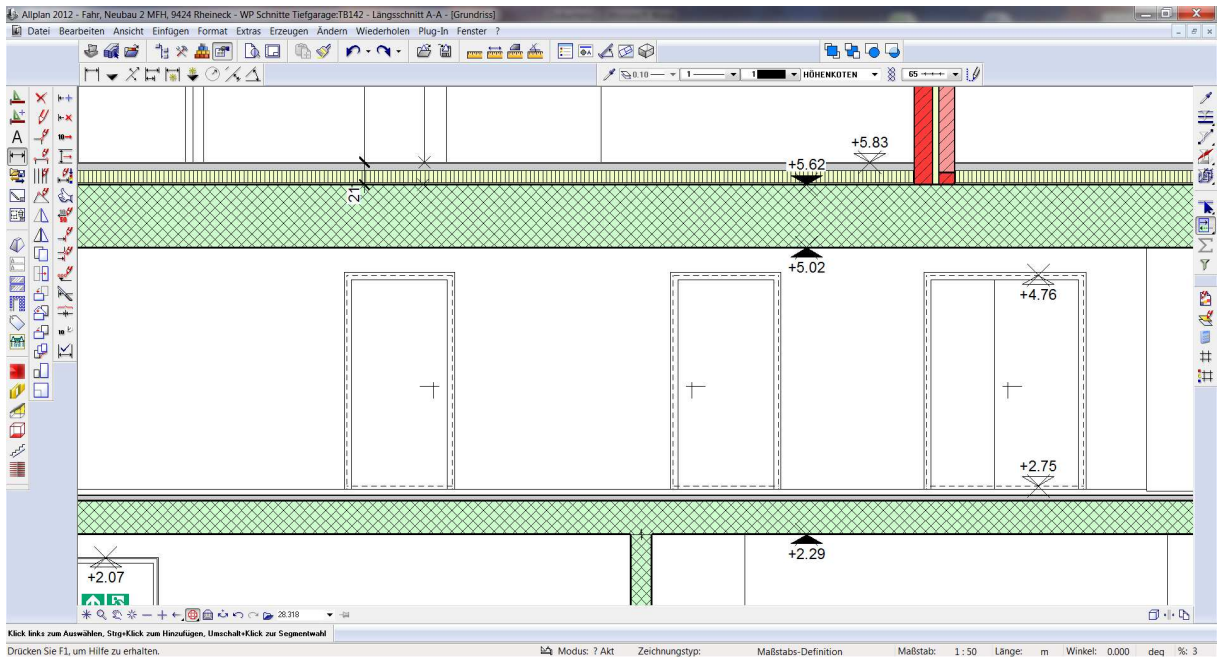 Allplan 2012 - Fahr, Neubau 2 MFH, 9424 Rheineck - WP Schnitte Tiefgarage:TB142 - Längsschnitt A-A - [Grundriss]
Datei Bearbeiten Ansicht Einfügen Format Extras Erzeugen Ändern Wiederholen Plug-In Fenster ?
0.10 1 1 HÖHENKOTEN 65
+5.83
+5.62
21
+5.02
+4.76
+2.75
+2.29
+2.07
28.318
Klick links zum Auswählen, Strg+Klick zum Hinzufügen, Umschalt+Klick zur Segmentwahl
Drücken Sie F1, um Hilfe zu erhalten. Modus: ? Akt Zeichnungstyp: Maßstabs-Definition Maßstab: 1 : 50 Länge: m Winkel: 0.000 deg %: 3